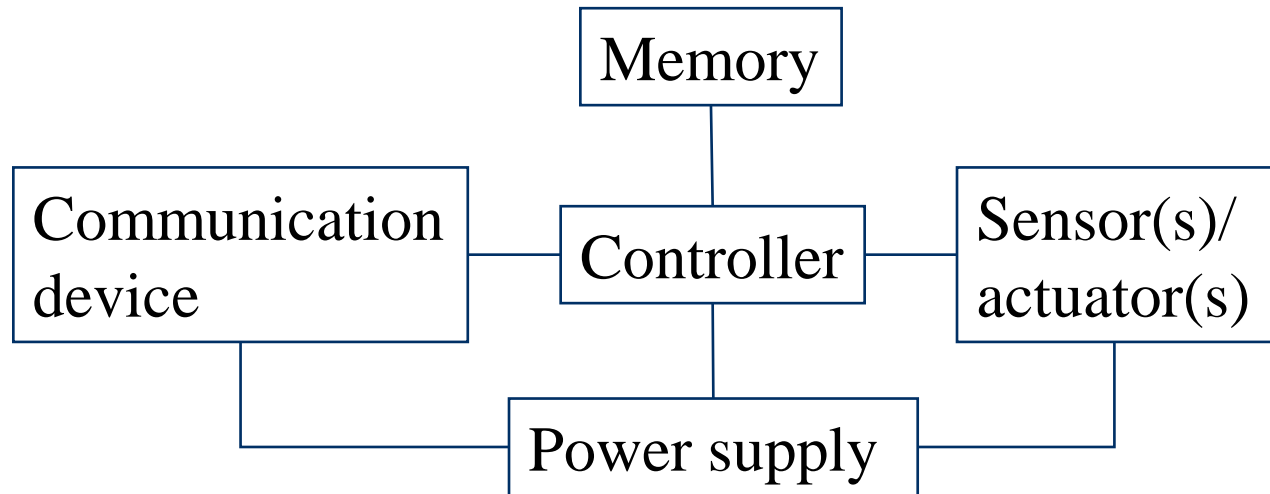 Memory
Communication
device
Controller
Sensor(s)/
actuator(s)
Power supply